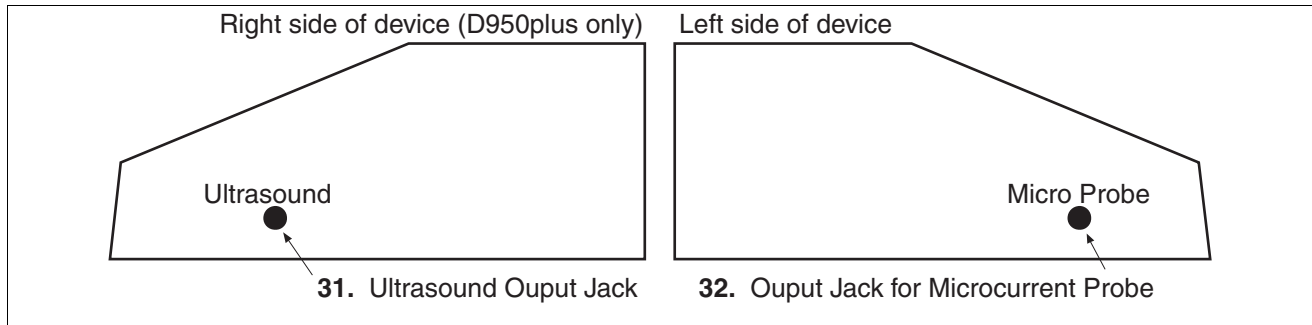 Right side of device (D950plus only)
Left side of device
Ultrasound
Micro Probe
31. Ultrasound Ouput Jack
32. Ouput Jack for Microcurrent Probe